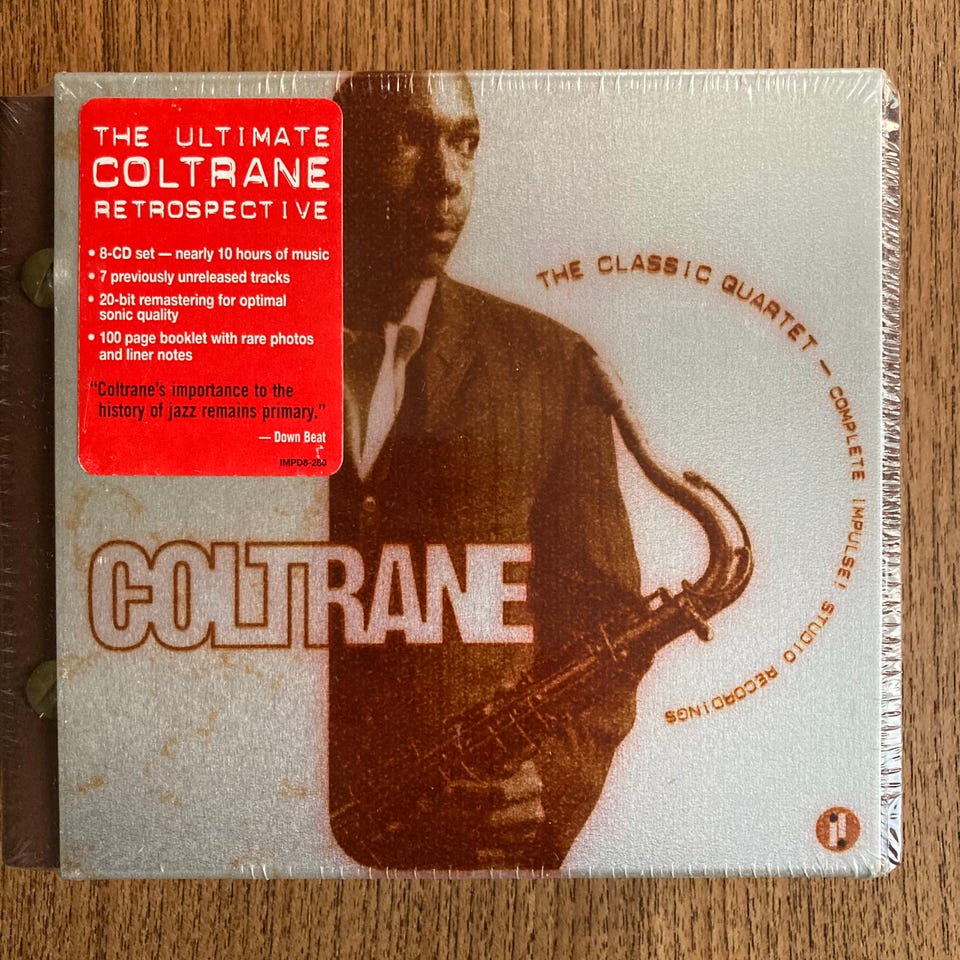 THE ULTIMATE
COLTRANE
RETROSPECTIVE
• 8-CD set — nearly 10 hours of music
• 7 previously unreleased tracks
• 20-bit remastering for optimal
sonic quality
• 100 page booklet with rare photos
and liner notes
"Coltrane's importance to the
history of jazz remains primary."
— Down Beat
IMPD8-280
THE CLASSIC QUARTET — COMPLETE IMPULSE! STUDIO RECORDINGS
COLTRANE
i!